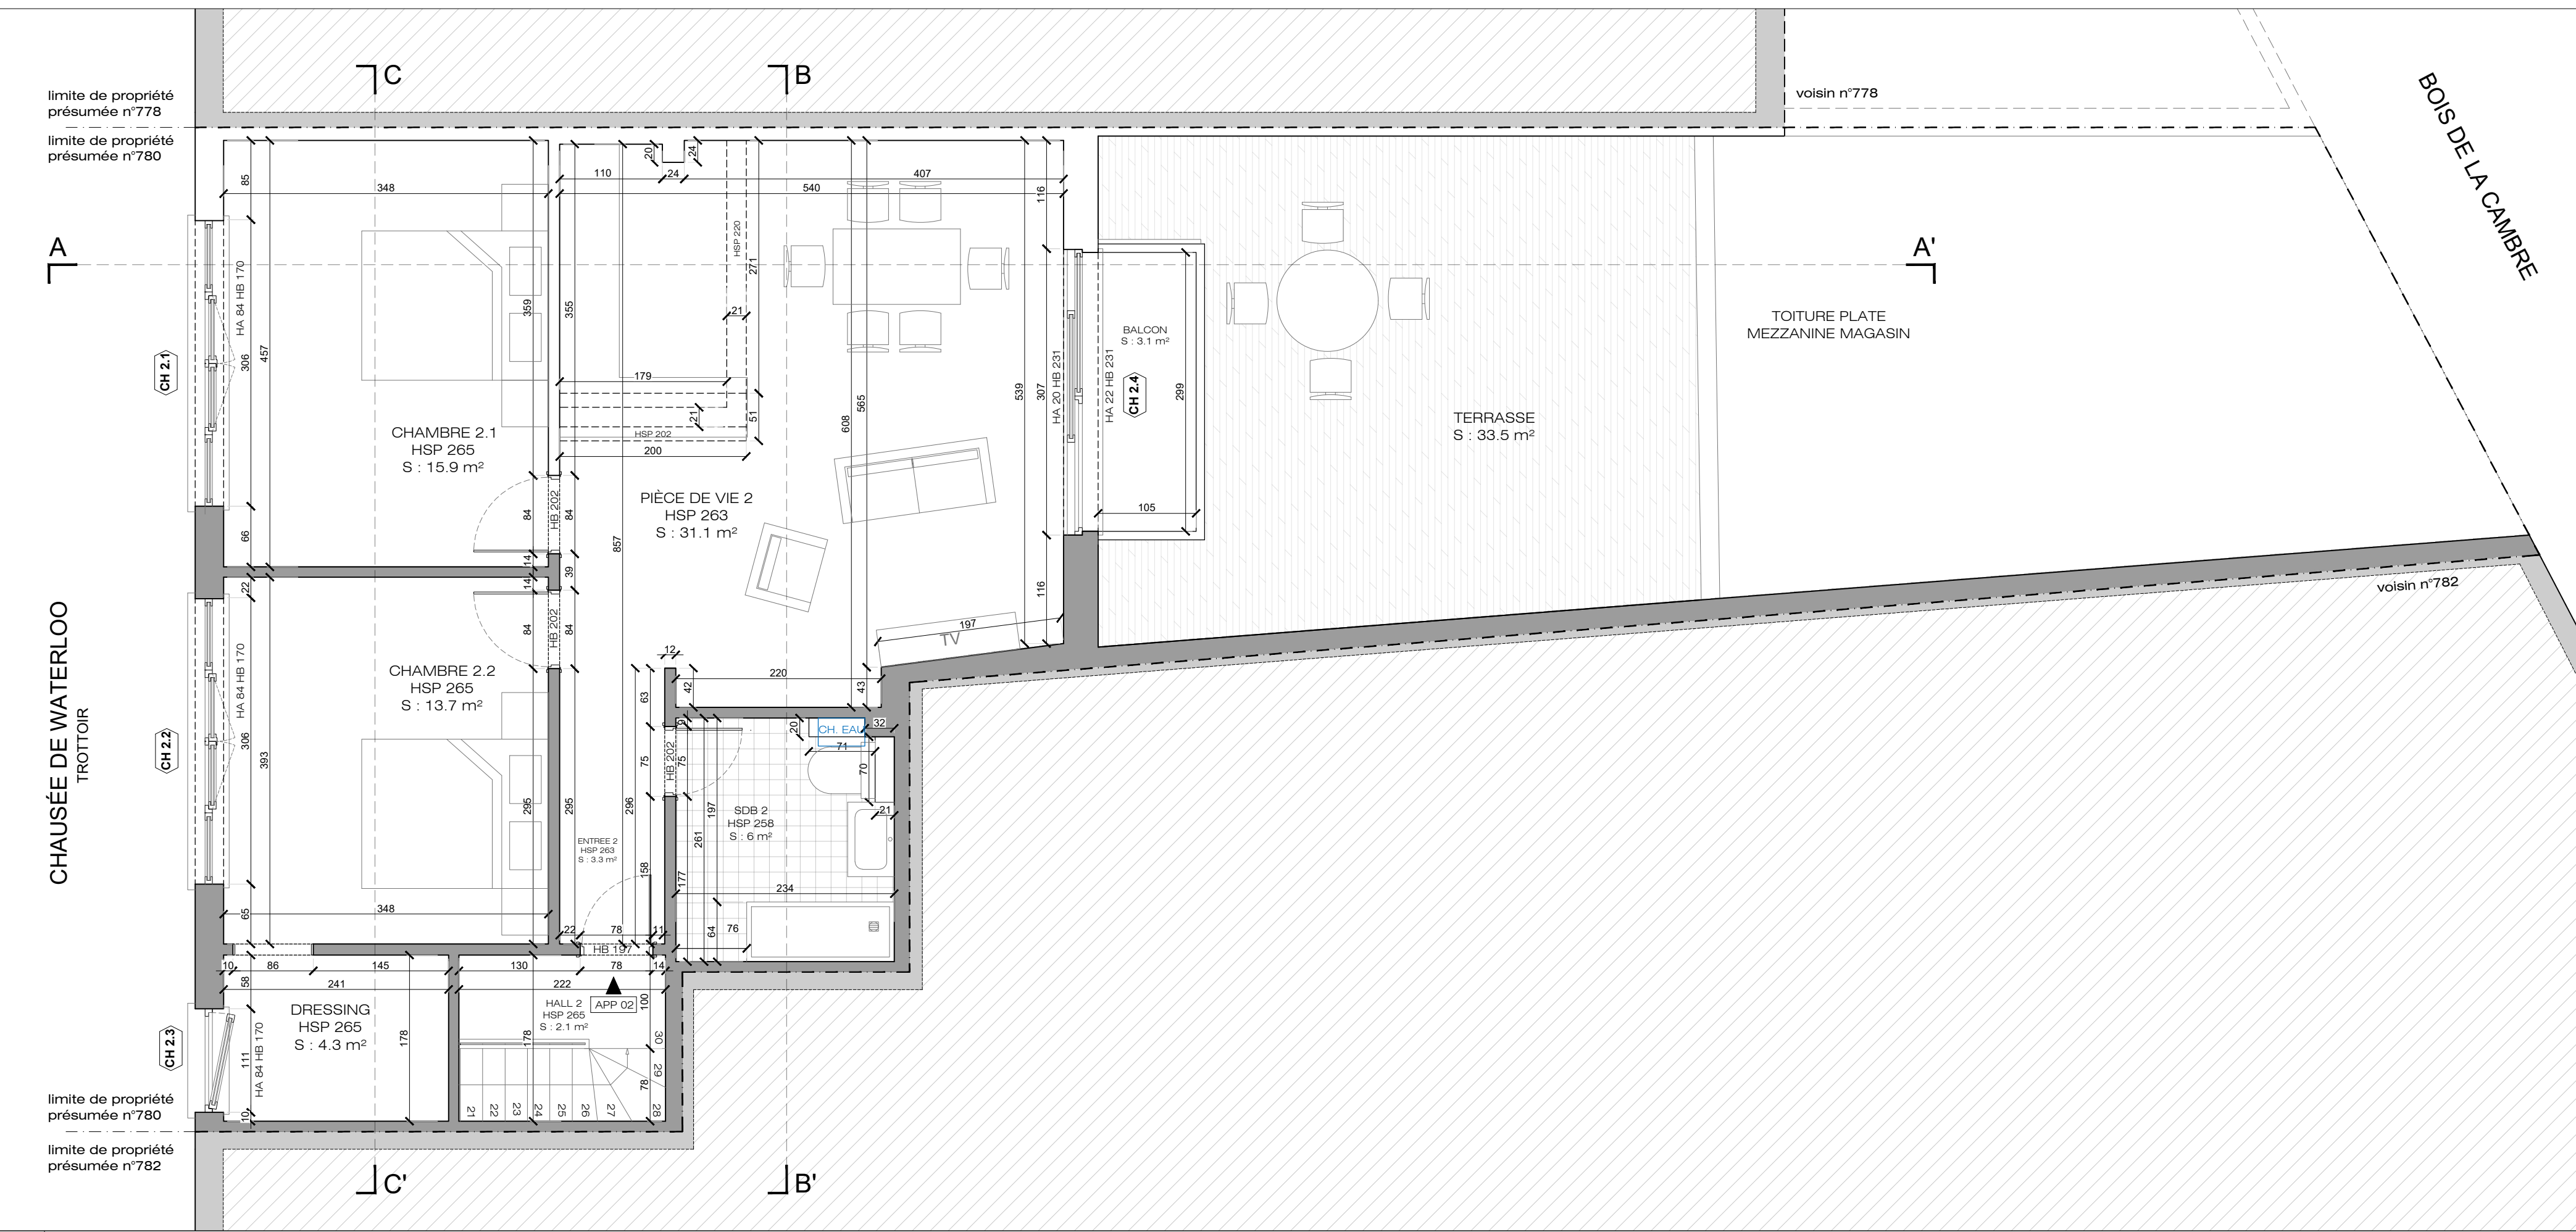 C
B
limite de propriété
présumée n°778
limite de propriété
présumée n°780
voisin n°778
BOIS DE LA CAMBRE
A
A'
85
348
110
24
20
24
407
540
116
HSP 220
271
21
179
21
51
HSP 202
200
359
355
457
306
HA 84 HB 170
CH 2.1
CHAMBRE 2.1
HSP 265
S : 15.9 m²
66
84
HB 202
84
14
39
14
22
PIÈCE DE VIE 2
HSP 263
S : 31.1 m²
857
608
565
539
307
116
HA 20 HB 231
HA 22 HB 231
BALCON
S : 3.1 m²
CH 2.4
299
105
TERRASSE
S : 33.5 m²
TOITURE PLATE
MEZZANINE MAGASIN
voisin n°782
CHAUSÉE DE WATERLOO
TROTTOIR
CH 2.2
HA 84 HB 170
306
393
84
HB 202
84
CHAMBRE 2.2
HSP 265
S : 13.7 m²
295
295
296
348
65
12
63
42
220
43
197
TV
9
20
CH. EAU
32
71
70
21
75
HB 202
75
197
261
177
SDB 2
HSP 258
S : 6 m²
234
76
64
ENTREE 2
HSP 263
S : 3.3 m²
158
22
78
11
HB 197
10
86
145
130
78
14
58
241
222
100
DRESSING
HSP 265
S : 4.3 m²
178
HALL 2
HSP 265
S : 2.1 m²
APP 02
178
CH 2.3
111
HA 84 HB 170
10
78
21
22
23
24
25
26
27
28
29
30
limite de propriété
présumée n°780
limite de propriété
présumée n°782
C'
B'